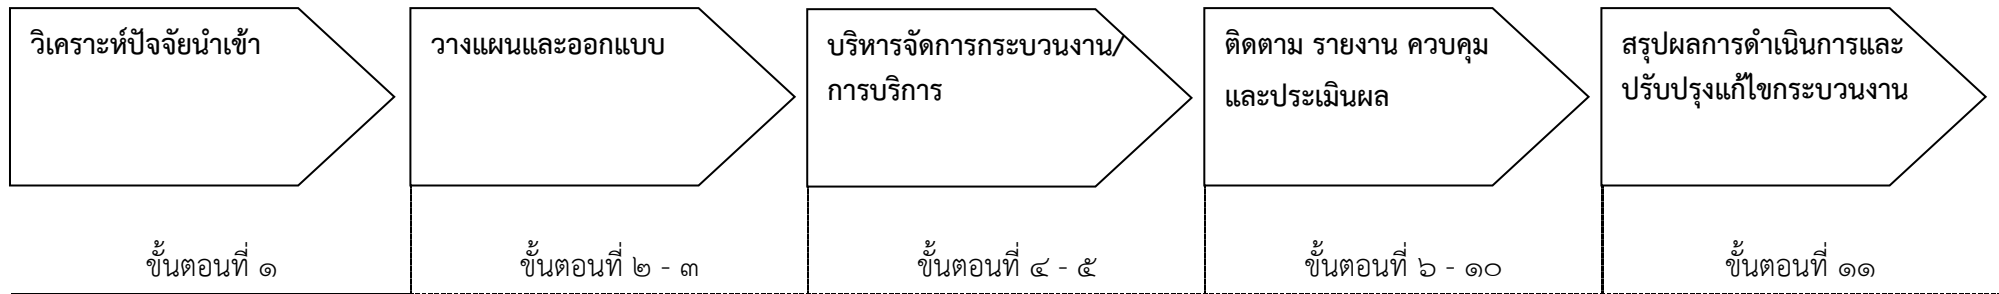 วิเคราะห์ปัจจัยนำเข้า
วางแผนและออกแบบ
บริหารจัดการกระบวนงาน/
การบริการ
ติดตาม รายงาน ควบคุม
และประเมินผล
สรุปผลการดำเนินการและ
ปรับปรุงแก้ไขกระบวนงาน
ขั้นตอนที่ ๑
ขั้นตอนที่ ๒ - ๓
ขั้นตอนที่ ๔ - ๕
ขั้นตอนที่ ๖ - ๑๐
ขั้นตอนที่ ๑๑